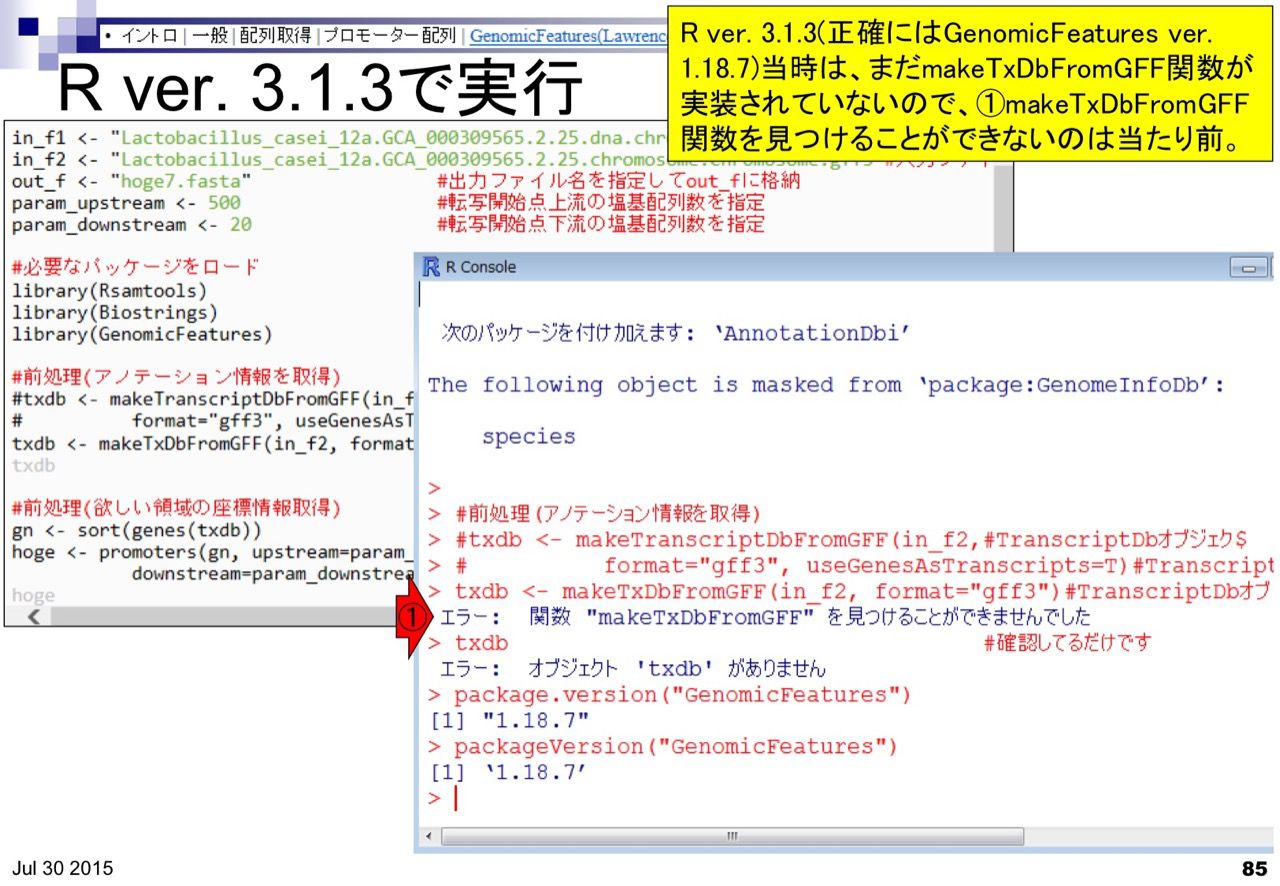 • イントロ | 一般 | 配列取得 | プロモーター配列 | GenomicFeatures(Lawrenc
R ver. 3.1.3で実行
R ver. 3.1.3(正確にはGenomicFeatures ver.
1.18.7)当時は、まだmakeTxDbFromGFF関数が
実装されていないので、①makeTxDbFromGFF
関数を見つけることができないのは当たり前。
in_f1 <- "Lactobacillus_casei_12a.GCA_000309565.2.25.dna.chr
in_f2 <- "Lactobacillus_casei_12a.GCA_000309565.2.25.chromosome.chromosome.gff3"
out_f <- "hoge7.fasta" #出力ファイル名を指定してout_fに格納
param_upstream <- 500 #転写開始点上流の塩基配列数を指定
param_downstream <- 20 #転写開始点下流の塩基配列数を指定
#必要なパッケージをロード
library(Rsamtools)
library(Biostrings)
library(GenomicFeatures)
#前処理(アノテーション情報を取得)
#txdb <- makeTranscriptDbFromGFF(in_f
# format="gff3", useGenesAsT
txdb <- makeTxDbFromGFF(in_f2, format
txdb
#前処理(欲しい領域の座標情報取得)
gn <- sort(genes(txdb))
hoge <- promoters(gn, upstream=param_
downstream=param_downstrea
hoge
R Console
次のパッケージを付け加えます: ‘AnnotationDbi’
The following object is masked from ‘package:GenomeInfoDb’:
species
>
> #前処理(アノテーション情報を取得)
> #txdb <- makeTranscriptDbFromGFF(in_f2,#TranscriptDbオブジェク$
> # format="gff3", useGenesAsTranscripts=T)#Transcript
> txdb <- makeTxDbFromGFF(in_f2, format="gff3")#TranscriptDbオブ
①
エラー: 関数 "makeTxDbFromGFF" を見つけることができませんでした
> txdb #確認してるだけです
エラー: オブジェクト 'txdb' がありません
> package.version("GenomicFeatures")
[1] "1.18.7"
> packageVersion("GenomicFeatures")
[1] ‘1.18.7’
>
Jul 30 2015
85